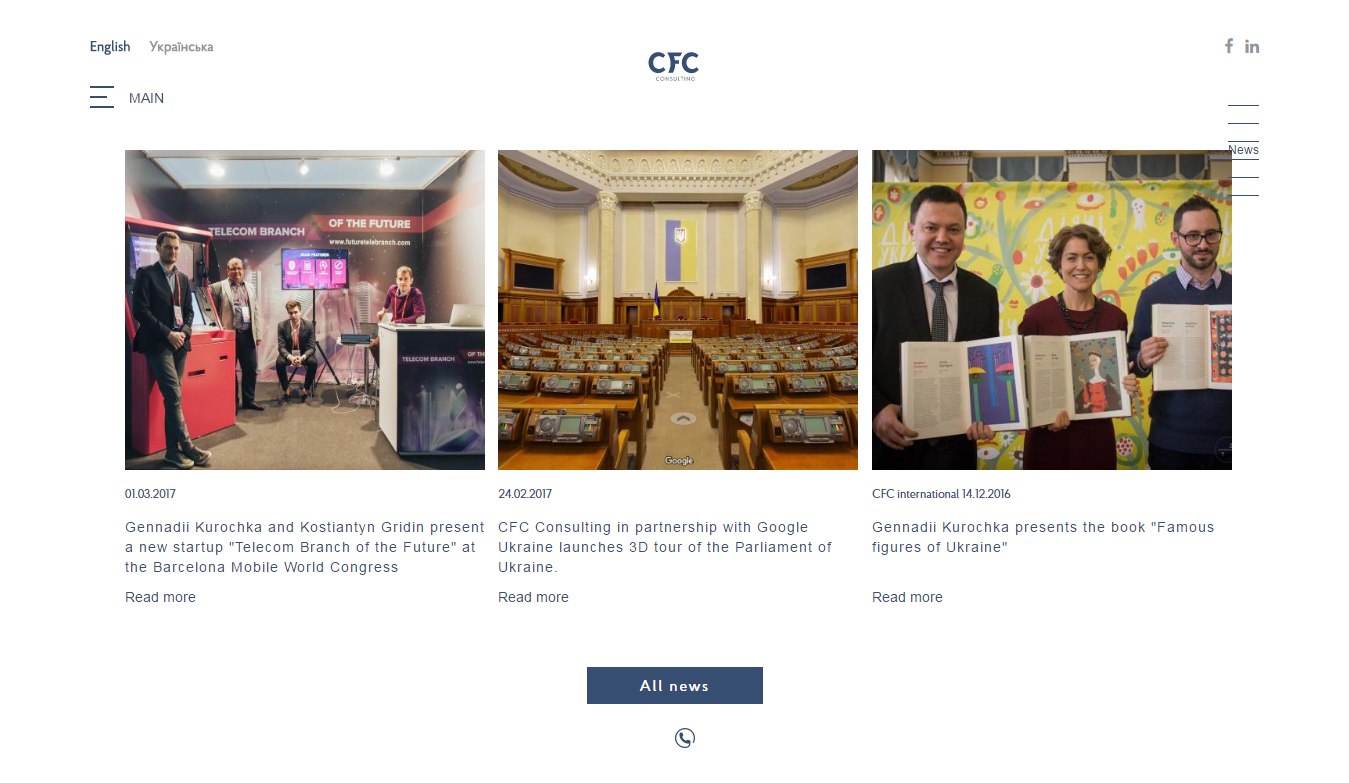 English Українська
CFC
CONSULTING
MAIN
News
TELECOM BRANCH
OF THE FUTURE
www.futuretelebranch.com
MAIN FEATURES
TELECOM BRANCH
Google
01.03.2017
Gennadii Kurochka and Kostiantyn Gridin present
a new startup "Telecom Branch of the Future" at
the Barcelona Mobile World Congress
Read more
24.02.2017
CFC Consulting in partnership with Google
Ukraine launches 3D tour of the Parliament of
Ukraine.
Read more
CFC international 14.12.2016
Gennadii Kurochka presents the book "Famous
figures of Ukraine"
Read more
All news